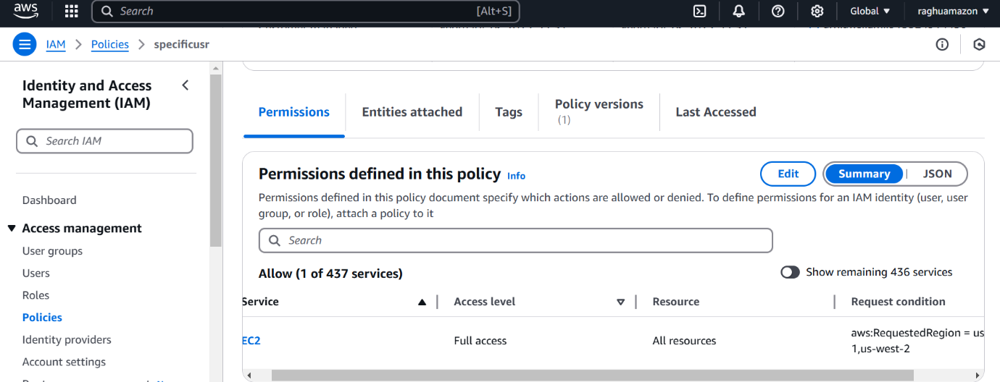 aws
Search
[Alt+S]
Global
raghuamazon
IAM
Policies
specificusr
Identity and Access
Management (IAM)
Search IAM
Dashboard
Access management
User groups
Users
Roles
Policies
Identity providers
Account settings
Permissions
Entities attached
Tags
Policy versions
(1)
Last Accessed
Permissions defined in this policy Info
Edit
Summary
JSON
Permissions defined in this policy document specify which actions are allowed or denied. To define permissions for an IAM identity (user, user
group, or role), attach a policy to it
Search
Allow (1 of 437 services)
Show remaining 436 services
Service
Access level
Resource
Request condition
EC2
Full access
All resources
aws:RequestedRegion = us
1,us-west-2